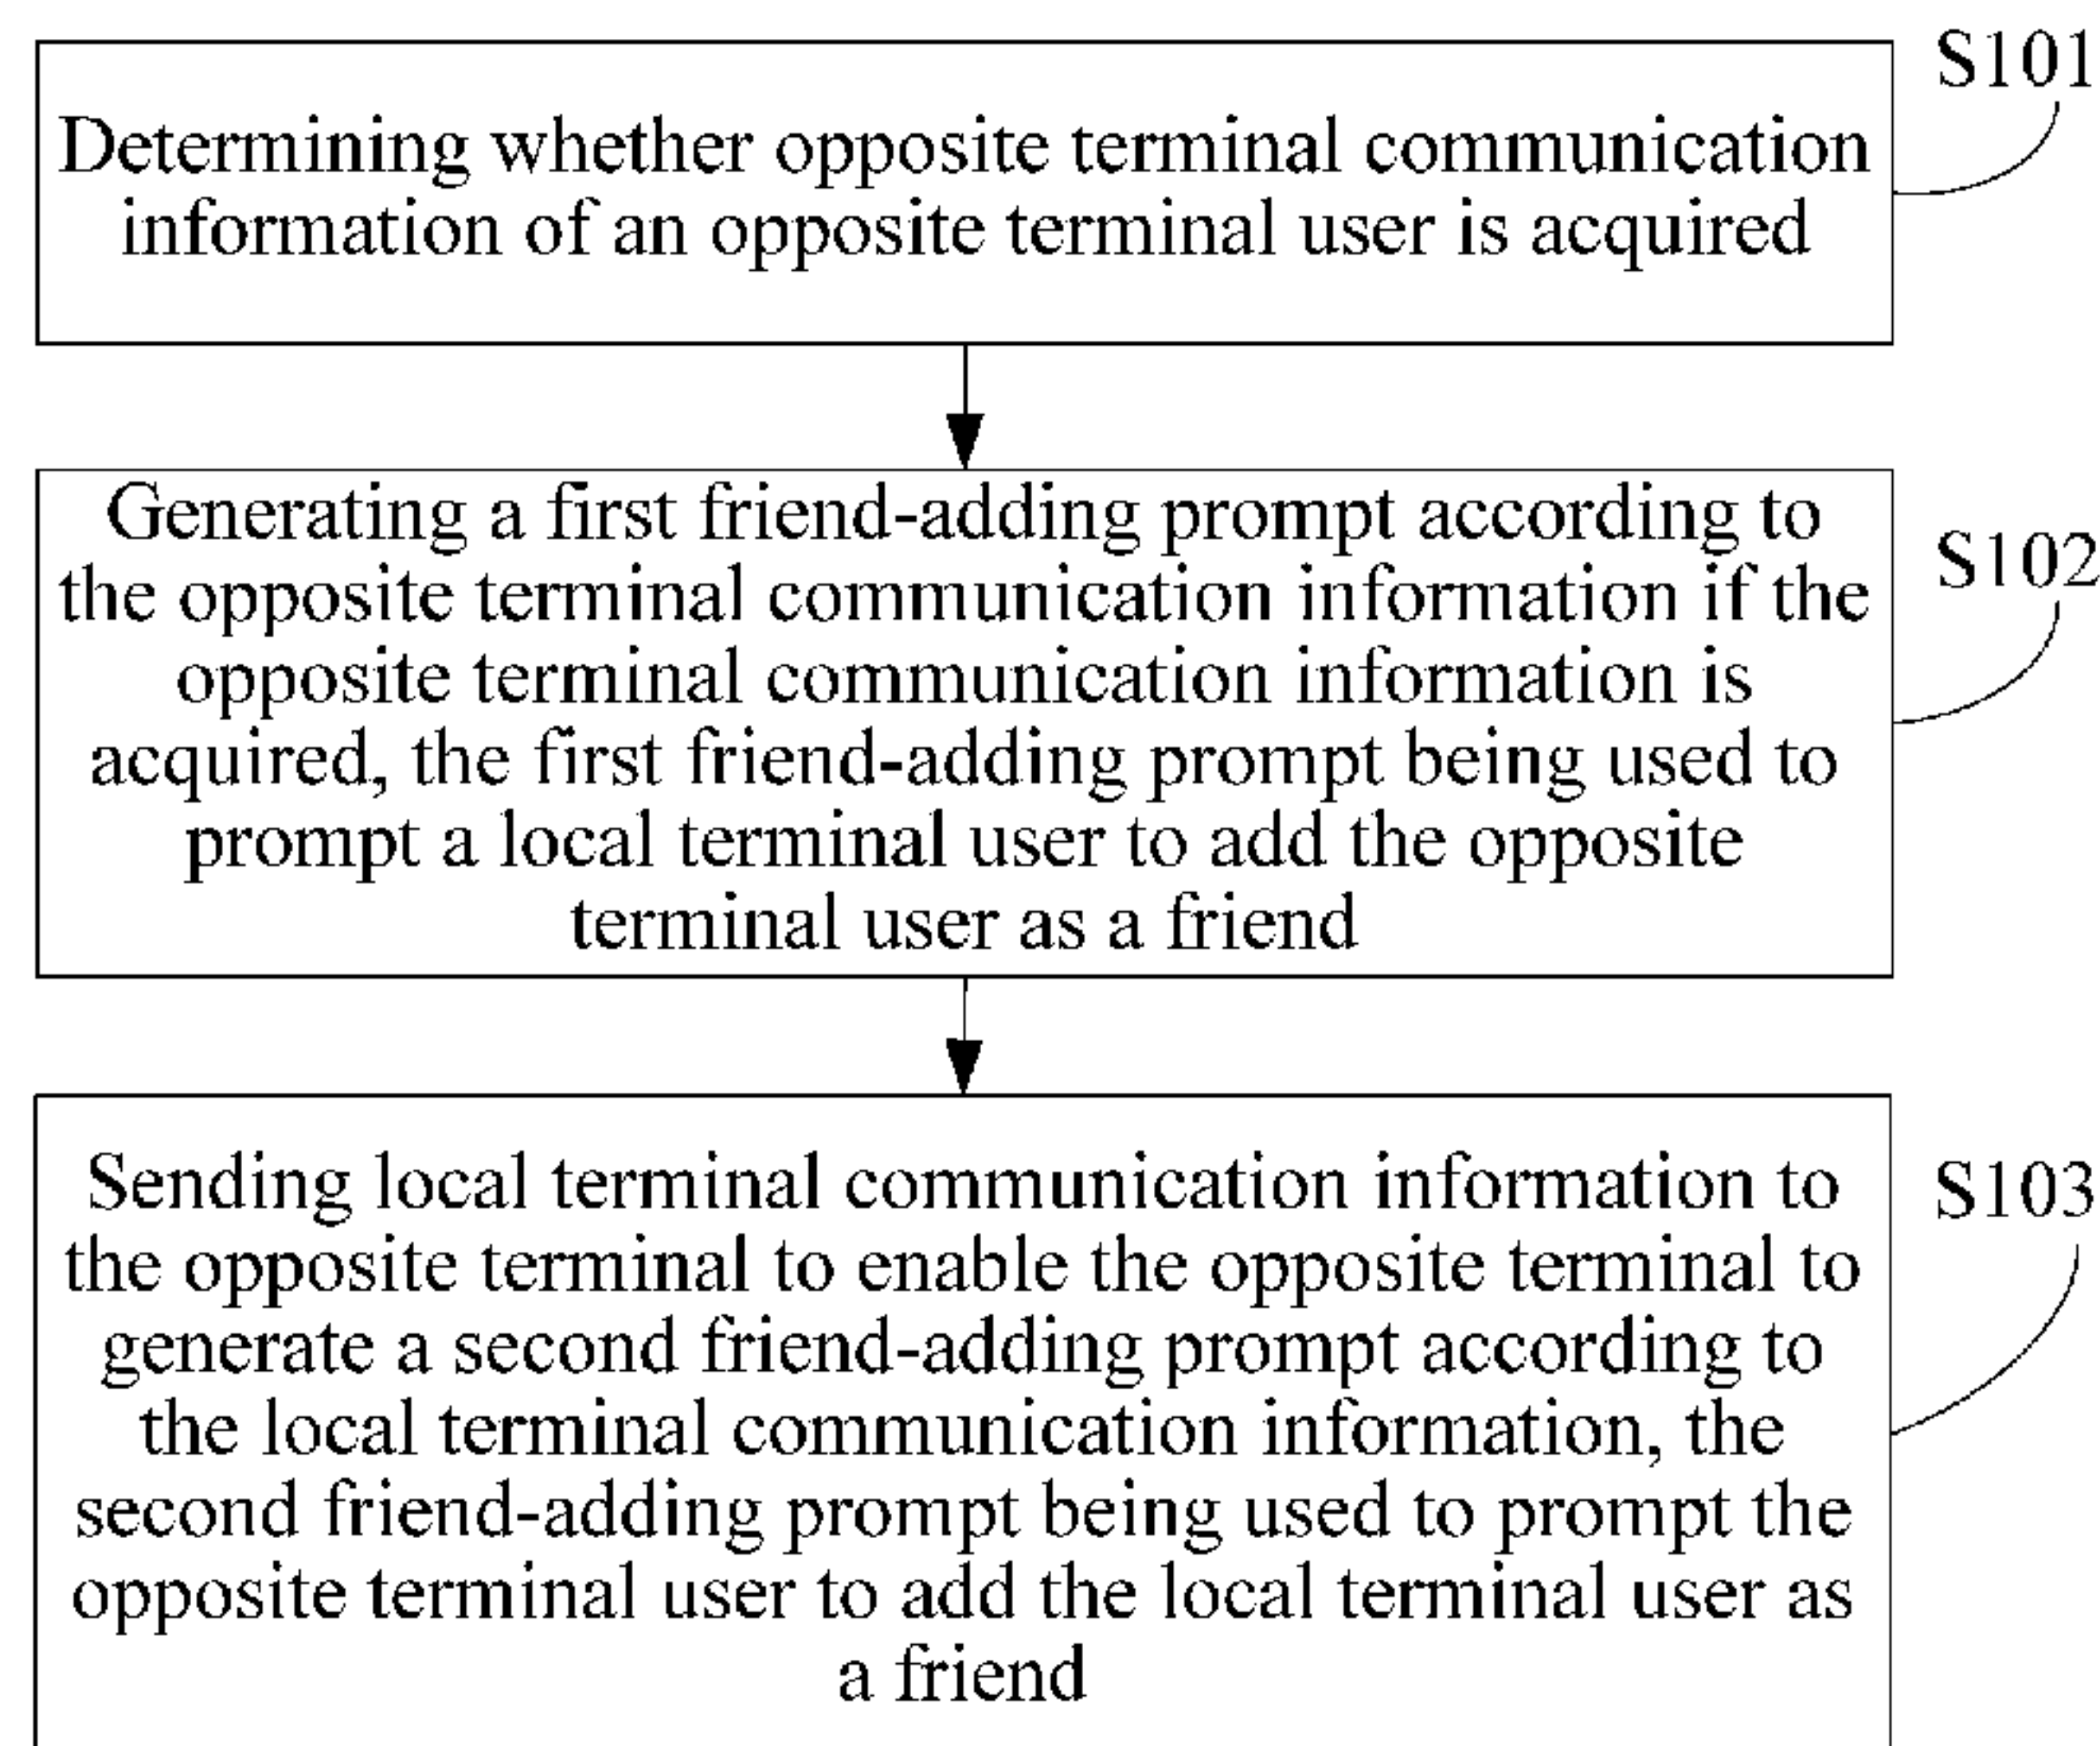 S101
Determining whether opposite terminal communication
information of an opposite terminal user is acquired
Generating a first friend-adding prompt according to
the opposite terminal communication information if the
opposite terminal communication information is
acquired, the first friend-adding prompt being used to
prompt a local terminal user to add the opposite
terminal user as a friend
S102
Sending local terminal communication information to
the opposite terminal to enable the opposite terminal to
generate a second friend-adding prompt according to
the local terminal communication information, the
second friend-adding prompt being used to prompt the
opposite terminal user to add the local terminal user as
a friend
S103